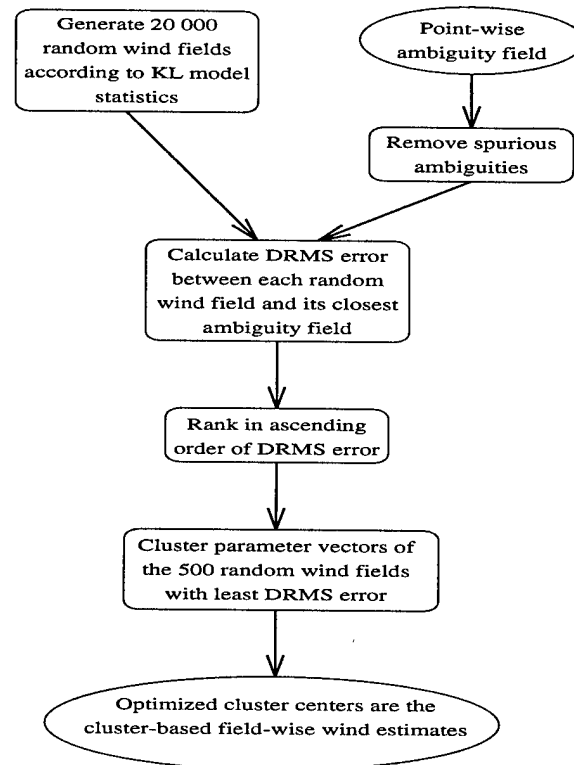 Generate 20 000
random wind fields
according to KL model
statistics
Point-wise
ambiguity field
Remove spurious
ambiguities
Calculate DRMS error
between each random
wind field and its closest
ambiguity field
Rank in ascending
order of DRMS error
Cluster parameter vectors of
the 500 random wind fields
with least DRMS error
Optimized cluster centers are the
cluster-based field-wise wind estimates